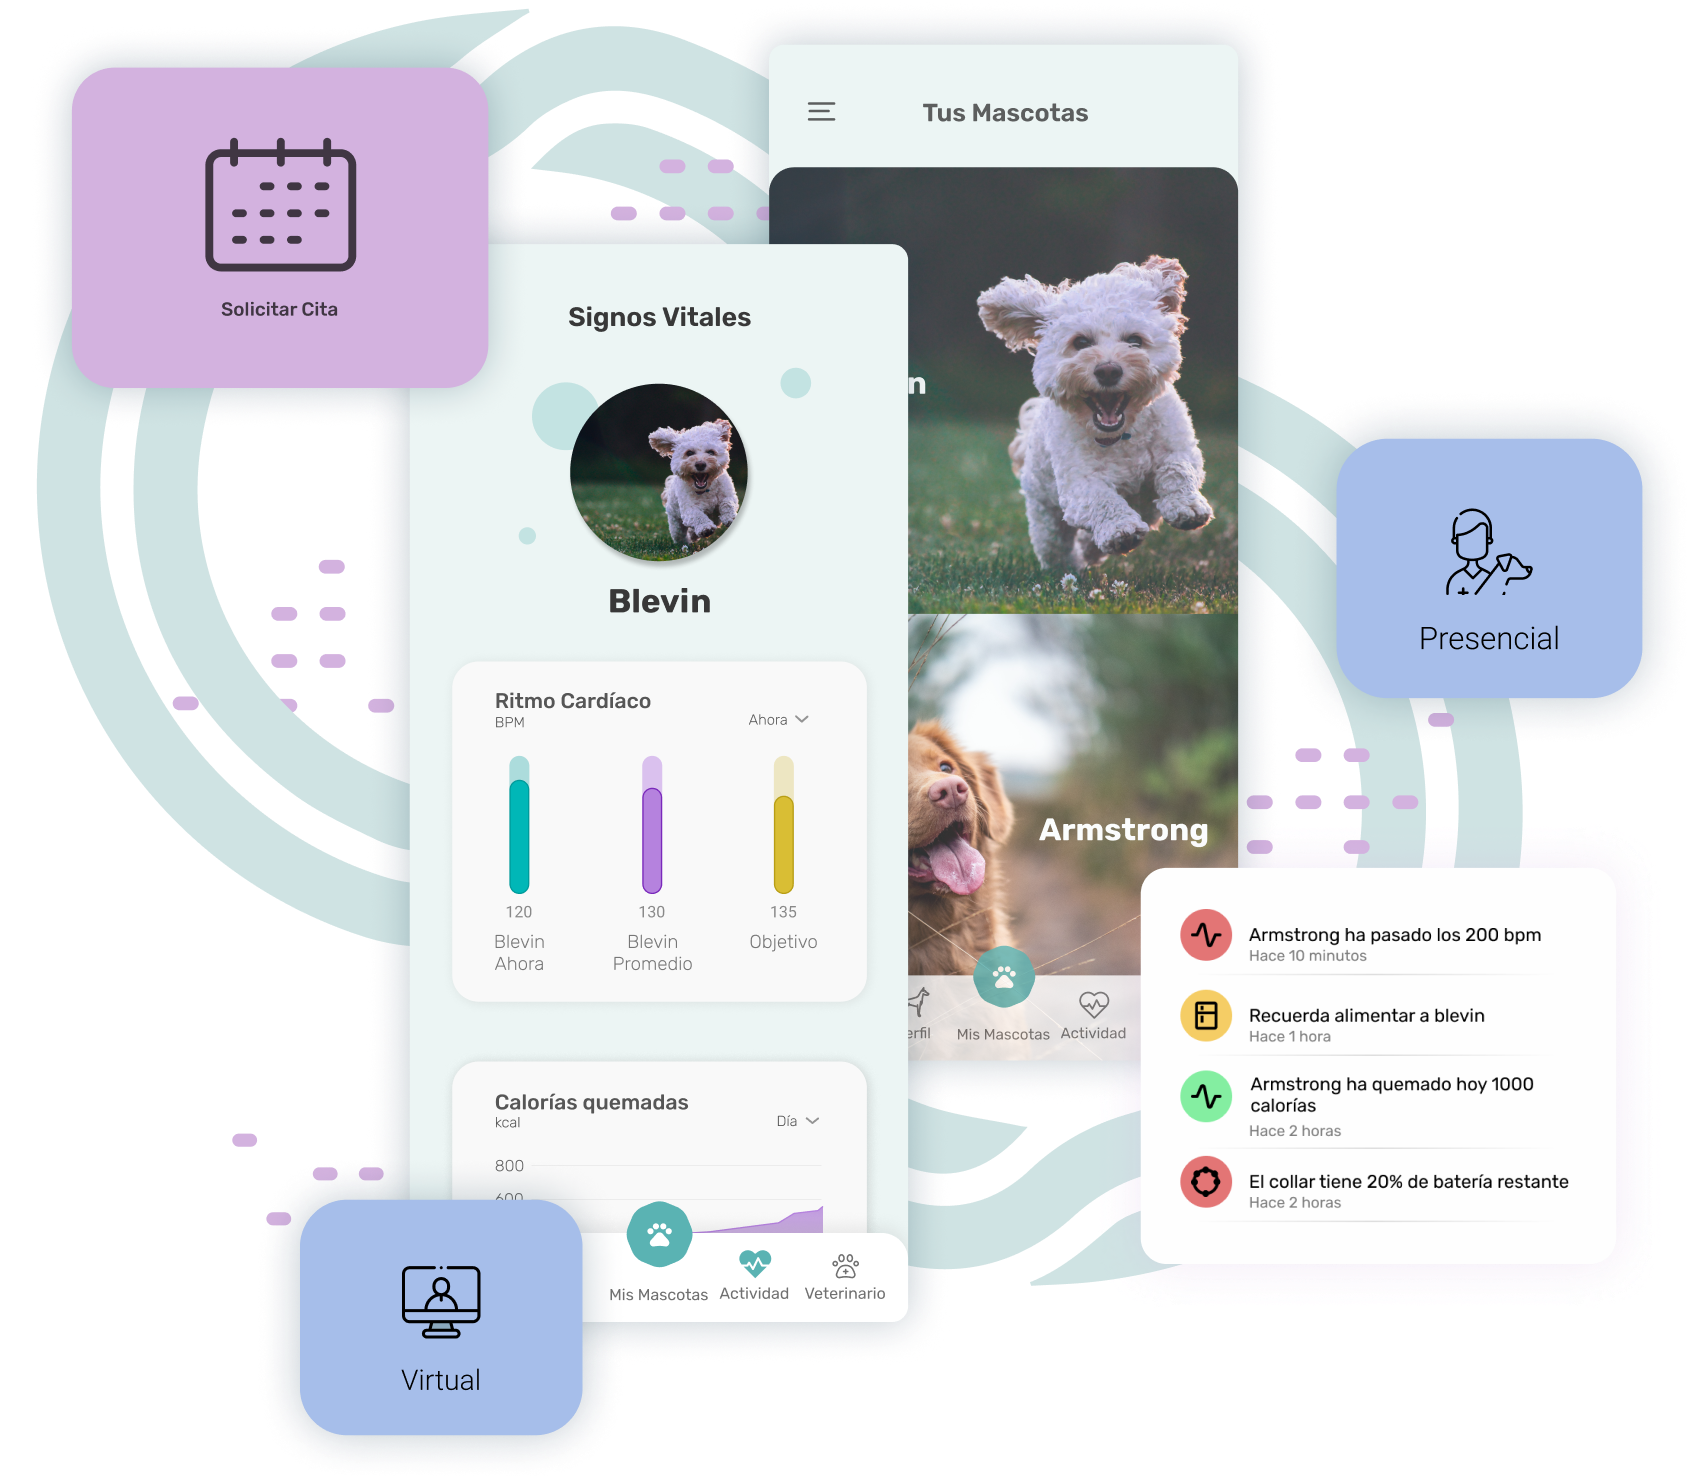 Tus Mascotas
Solicitar Cita
Signos Vitales
n
Blevin
Presencial
Ritmo Cardíaco
BPM
Ahora
120
130
135
Blevin
Ahora
Blevin
Promedio
Objetivo
Armstrong
erfil
Mis Mascotas
Actividad
Armstrong ha pasado los 200 bpm
Hace 10 minutos
Recuerda alimentar a blevin
Hace 1 hora
Armstrong ha quemado hoy 1000
calorías
Hace 2 horas
El collar tiene 20% de batería restante
Hace 2 horas
Calorías quemadas
kcal
Día
800
600
Mis Mascotas
Actividad
Veterinario
Virtual